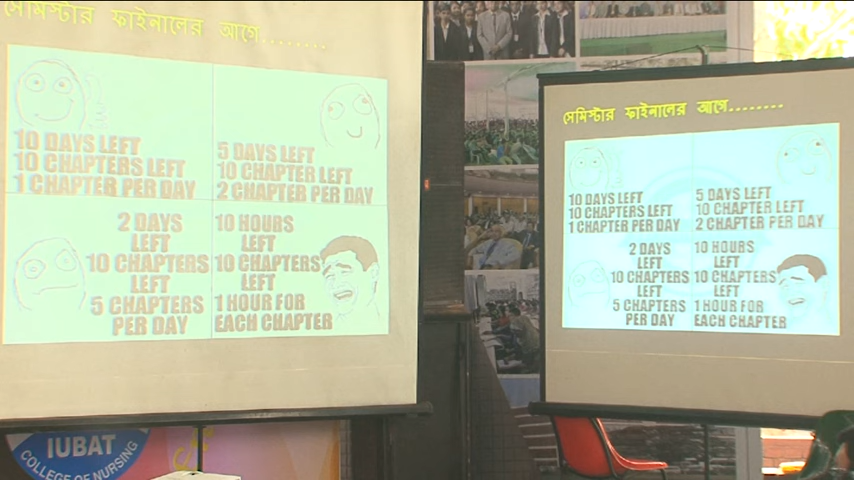 সেমিস্টার ফাইনালের আগে........
10 DAYS LEFT
10 CHAPTERS LEFT
1 CHAPTER PER DAY
5 DAYS LEFT
10 CHAPTER LEFT
2 CHAPTER PER DAY
2 DAYS
LEFT
10 CHAPTERS
LEFT
5 CHAPTERS
PER DAY
10 HOURS
LEFT
10 CHAPTERS
LEFT
1 HOUR FOR
EACH CHAPTER
সেমিস্টার ফাইনালের আগে........
10 DAYS LEFT
10 CHAPTERS LEFT
1 CHAPTER PER DAY
5 DAYS LEFT
10 CHAPTER LEFT
2 CHAPTER PER DAY
2 DAYS
LEFT
10 CHAPTERS
LEFT
5 CHAPTERS
PER DAY
10 HOURS
LEFT
10 CHAPTERS
LEFT
1 HOUR FOR
EACH CHAPTER
IUBAT
COLLEGE OF NURSING